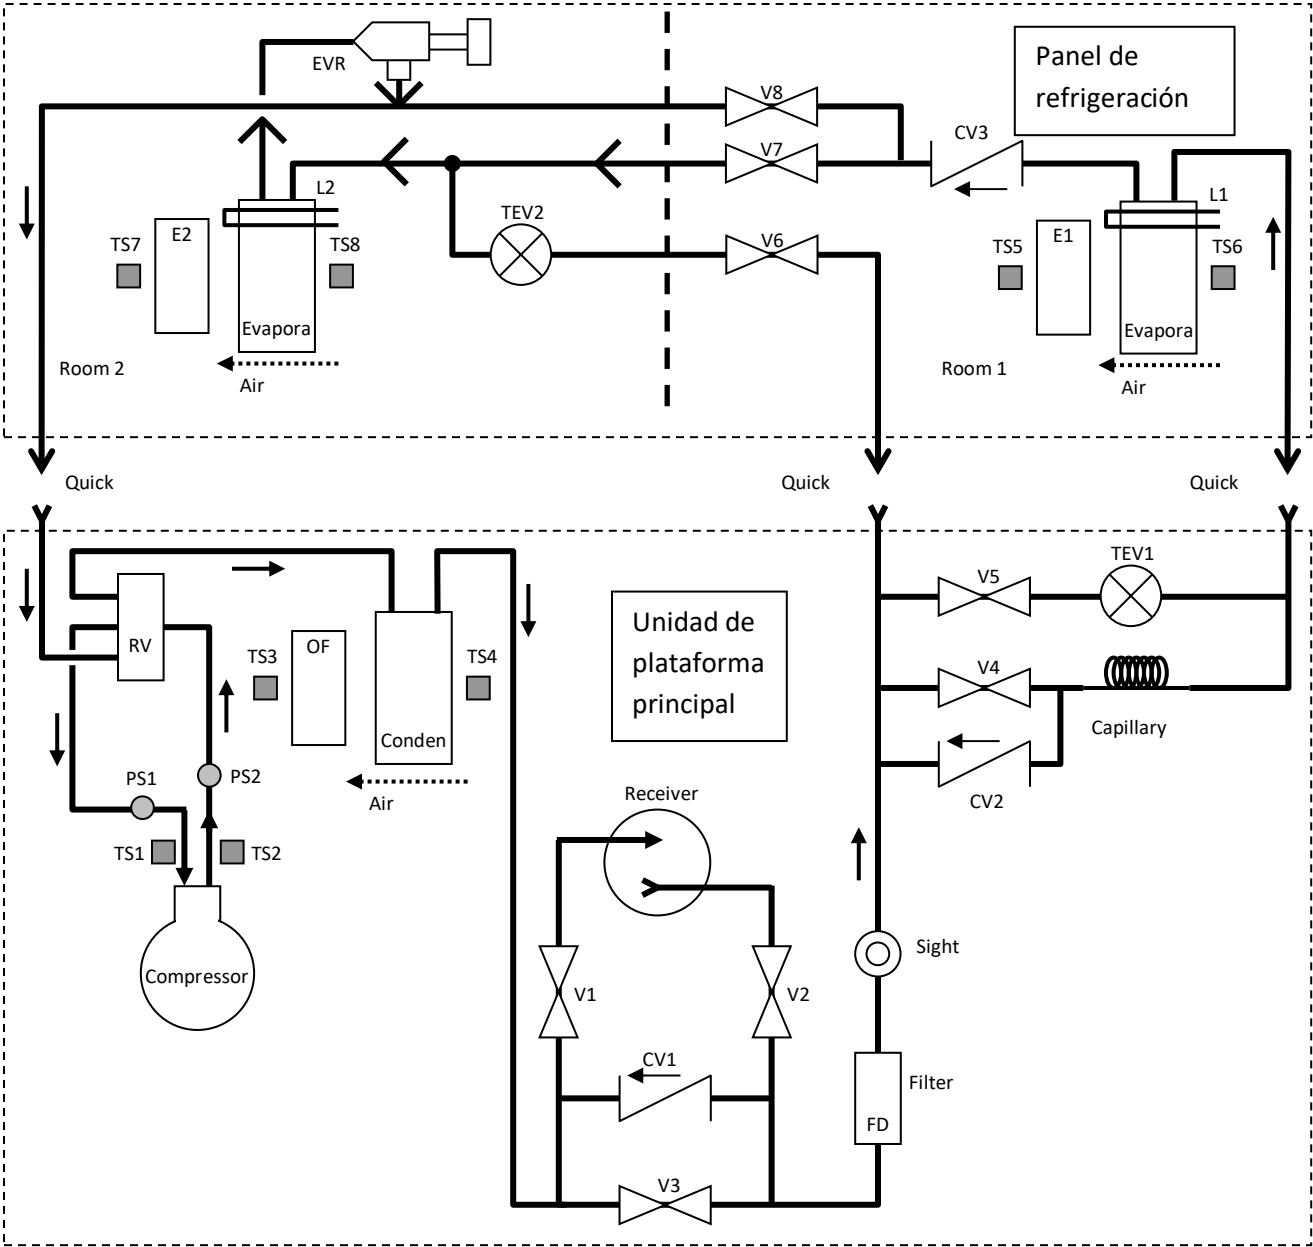 EVR
Panel de
refrigeración
V8
V7
CV3
L2
L1
TEV2
E2
E1
TS7
TS8
V6
TS5
TS6
Evapora
Evapora
Room 2
Room 1
Air
Air
Quick
Quick
Quick
TEV1
V5
RV
OF
Unidad de
plataforma
principal
TS3
TS4
V4
Capillary
Conden
PS1
PS2
Air
Receiver
CV2
TS1
TS2
Sight
Compressor
V1
V2
CV1
Filter
FD
V3